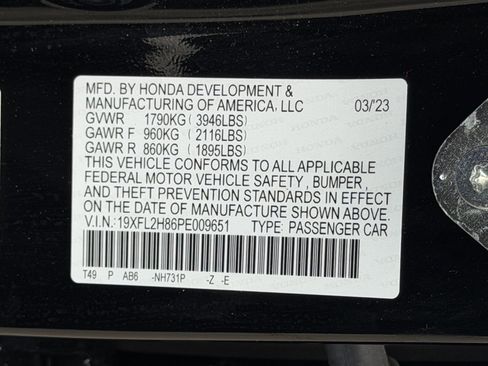 MFD. BY HONDA DEVELOPMENT &
MANUFACTURING OF AMERICA, LLC 03/'23
GVWR 1790KG(3946LBS)
GAWR F 960KG(2116LBS)
GAWR R 860KG(1895LBS)
THIS VEHICLE CONFORMS TO ALL APPLICABLE
FEDERAL MOTOR VEHICLE SAFETY, BUMPER,
AND THEFT PREVENTION STANDARDS IN EFFECT
ON THE DATE OF MANUFACTURE SHOWN ABOVE.
V.I.N:19XFL2H86PE009651 TYPE: PASSENGER CAR
T49 P AB6 -NH731P -Z -E